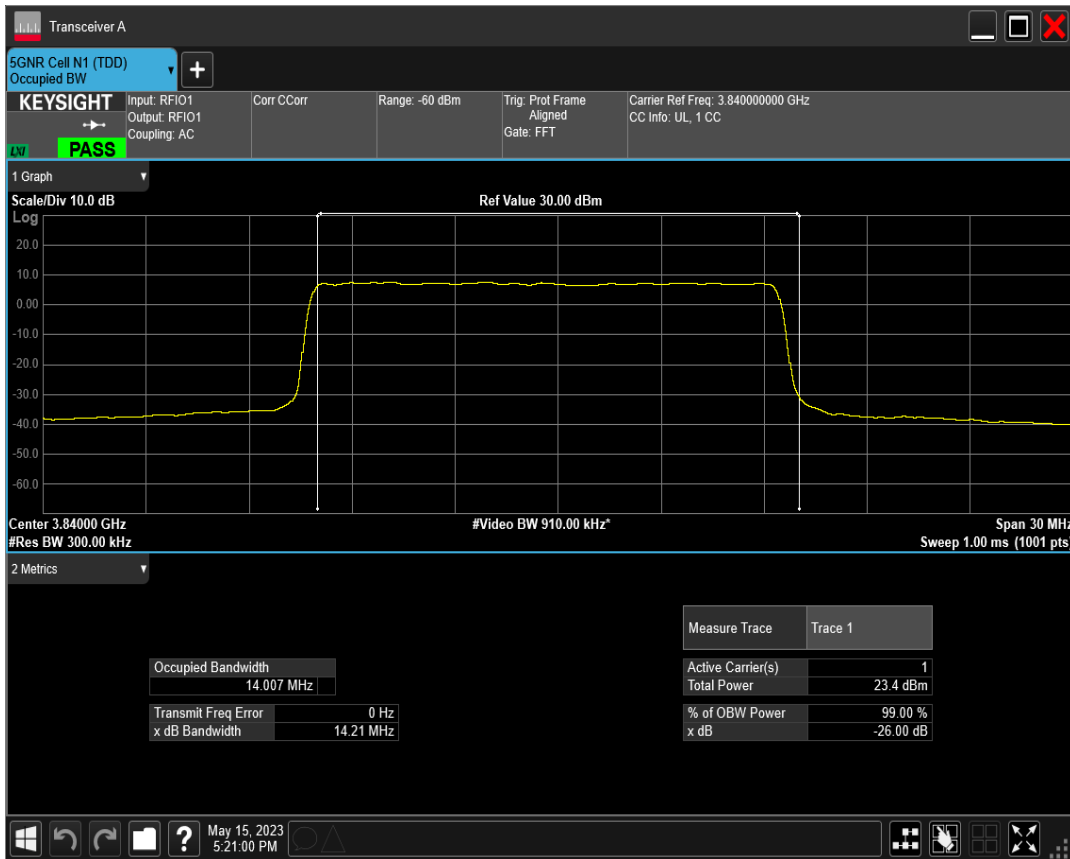 Transceiver A
5GNR Cell N1 (TDD)
Occupied BW
+
KEYSIGHT
LXI
PASS
Input: RFIO1
Output: RFIO1
Coupling: AC
Corr CCorr
Range: -60 dBm
Trig: Prot Frame
Aligned
Gate: FFT
Carrier Ref Freq: 3.840000000 GHz
CC Info: UL, 1 CC
1 Graph
Scale/Div 10.0 dB
Ref Value 30.00 dBm
Log
20.0
10.0
0.00
-10.0
-20.0
-30.0
-40.0
-50.0
-60.0
Center 3.84000 GHz
#Video BW 910.00 kHz*
Span 30 MHz
#Res BW 300.00 kHz
Sweep 1.00 ms (1001 pts)
2 Metrics
Measure Trace Trace 1
Occupied Bandwidth
14.007 MHz
Active Carrier(s) 1
Total Power 23.4 dBm
Transmit Freq Error 0 Hz
x dB Bandwidth 14.21 MHz
% of OBW Power 99.00 %
x dB -26.00 dB
?
May 15, 2023
5:21:00 PM